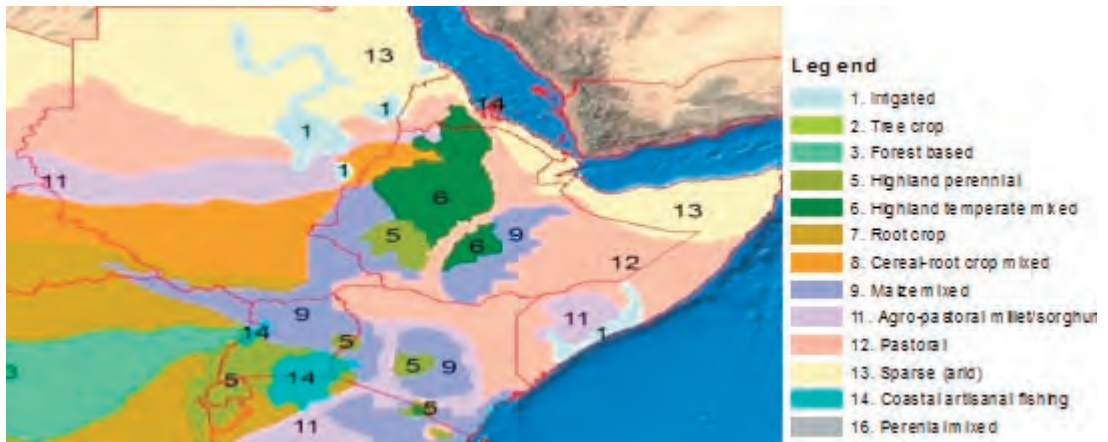 13
14
1
1
1
11
6
13
5
6
9
12
9
11
1
14
5
5
9
3
5
14
5
11
Legend
1. Irrigated
2. Tree crop
3. Forest based
5. Highland perennial
6. Highland temperate mixed
7. Root crop
8. Cereal-root crop mixed
9. Maize mixed
11. Agro-pastoral millet/sorghum
12. Pastoral
13. Sparse (arid)
14. Coastal artisanal fishing
16. Perenial mixed